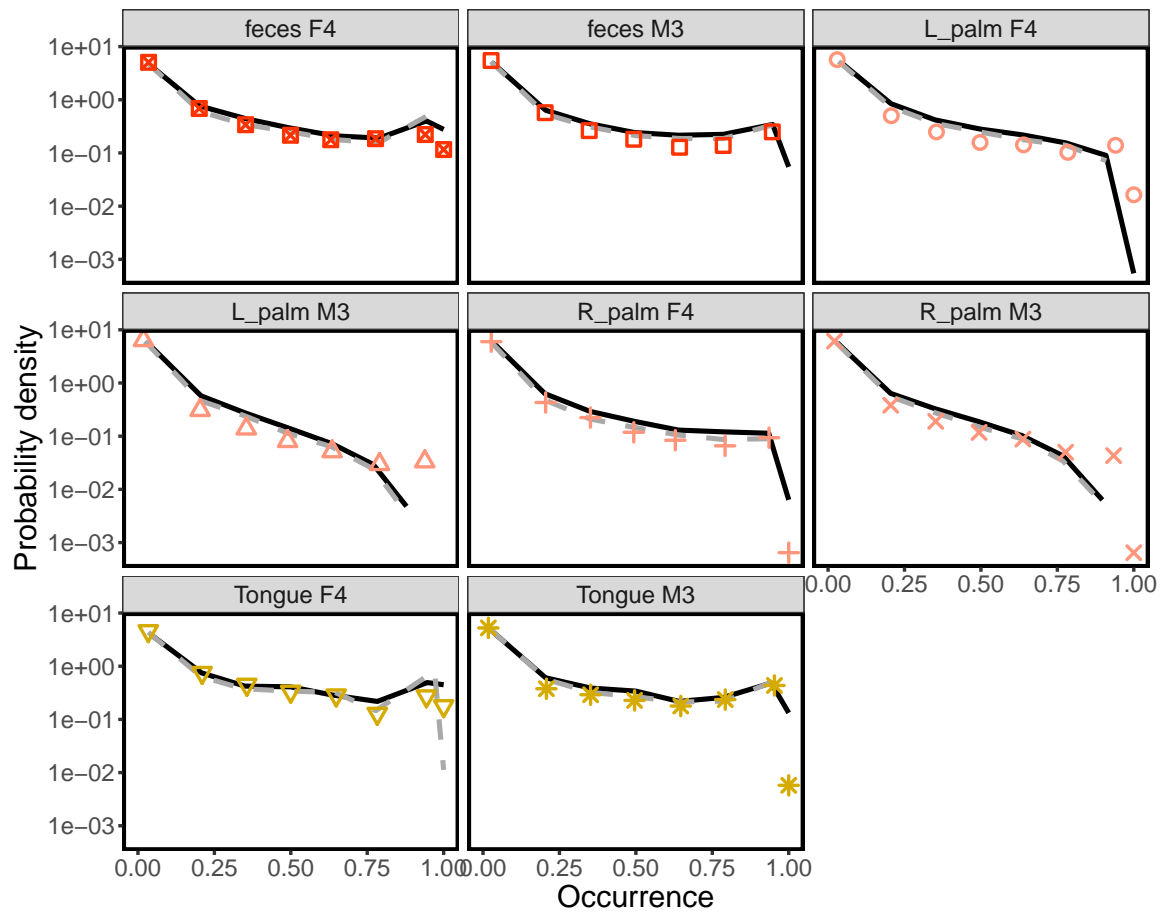 feces F4 feces M3 L_palm F4
1e+01
1e+00
1e-01
1e-02
1e-03
L_palm M3 R_palm F4 R_palm M3
1e+01
1e+00
1e-01
1e-02
1e-03
0.00 0.25 0.50 0.75 1.00
Tongue F4 Tongue M3
1e+01
1e+00
1e-01
1e-02
1e-03
0.00 0.25 0.50 0.75 1.00 0.00 0.25 0.50 0.75 1.00
Probability density
Occurrence